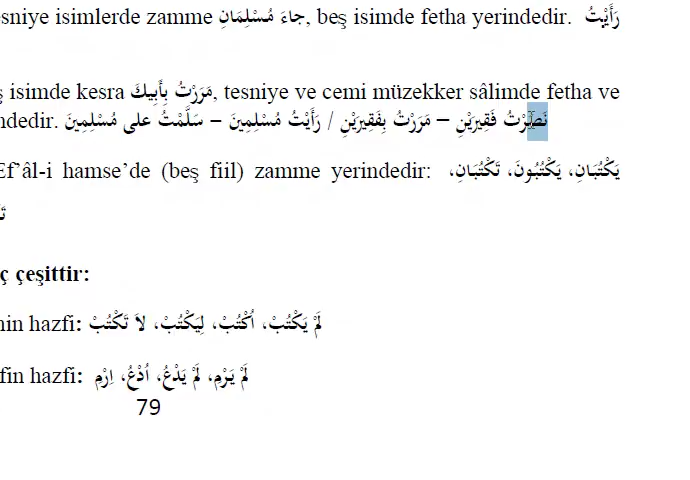 sniye isimlerde zamme جاءَ مُسْلِمَانِ, beş isimde fetha yerindedir. رَأَيْتُ
ş isimde kesra مَرَرْتُ بِأَبِيكَ, tesniye ve cemi müzekker sâlimde fetha ve
ndedir. نَصَرْتُ فَقِيرَيْنِ – مَرَرْتُ بِفَقِيرَيْنِ / رَأَيْتُ مُسْلِمِينَ – سَلَّمْتُ على مُسْلِمِينَ
Ef’âl-i hamse’de (beş fiil) zamme yerindedir: يَكْتُبَانِ، يَكْتُبُونَ، تَكْتُبَانِ،
ç çeşittir:
nin hazfi: لَمْ يَكْتُبْ، اُكْتُبْ، لِيَكْتُبْ، لاَ تَكْتُبْ
fin hazfi: لَمْ يَرْمِ، لَمْ يَدْعُ، اُدْعُ، اِرْمِ
79